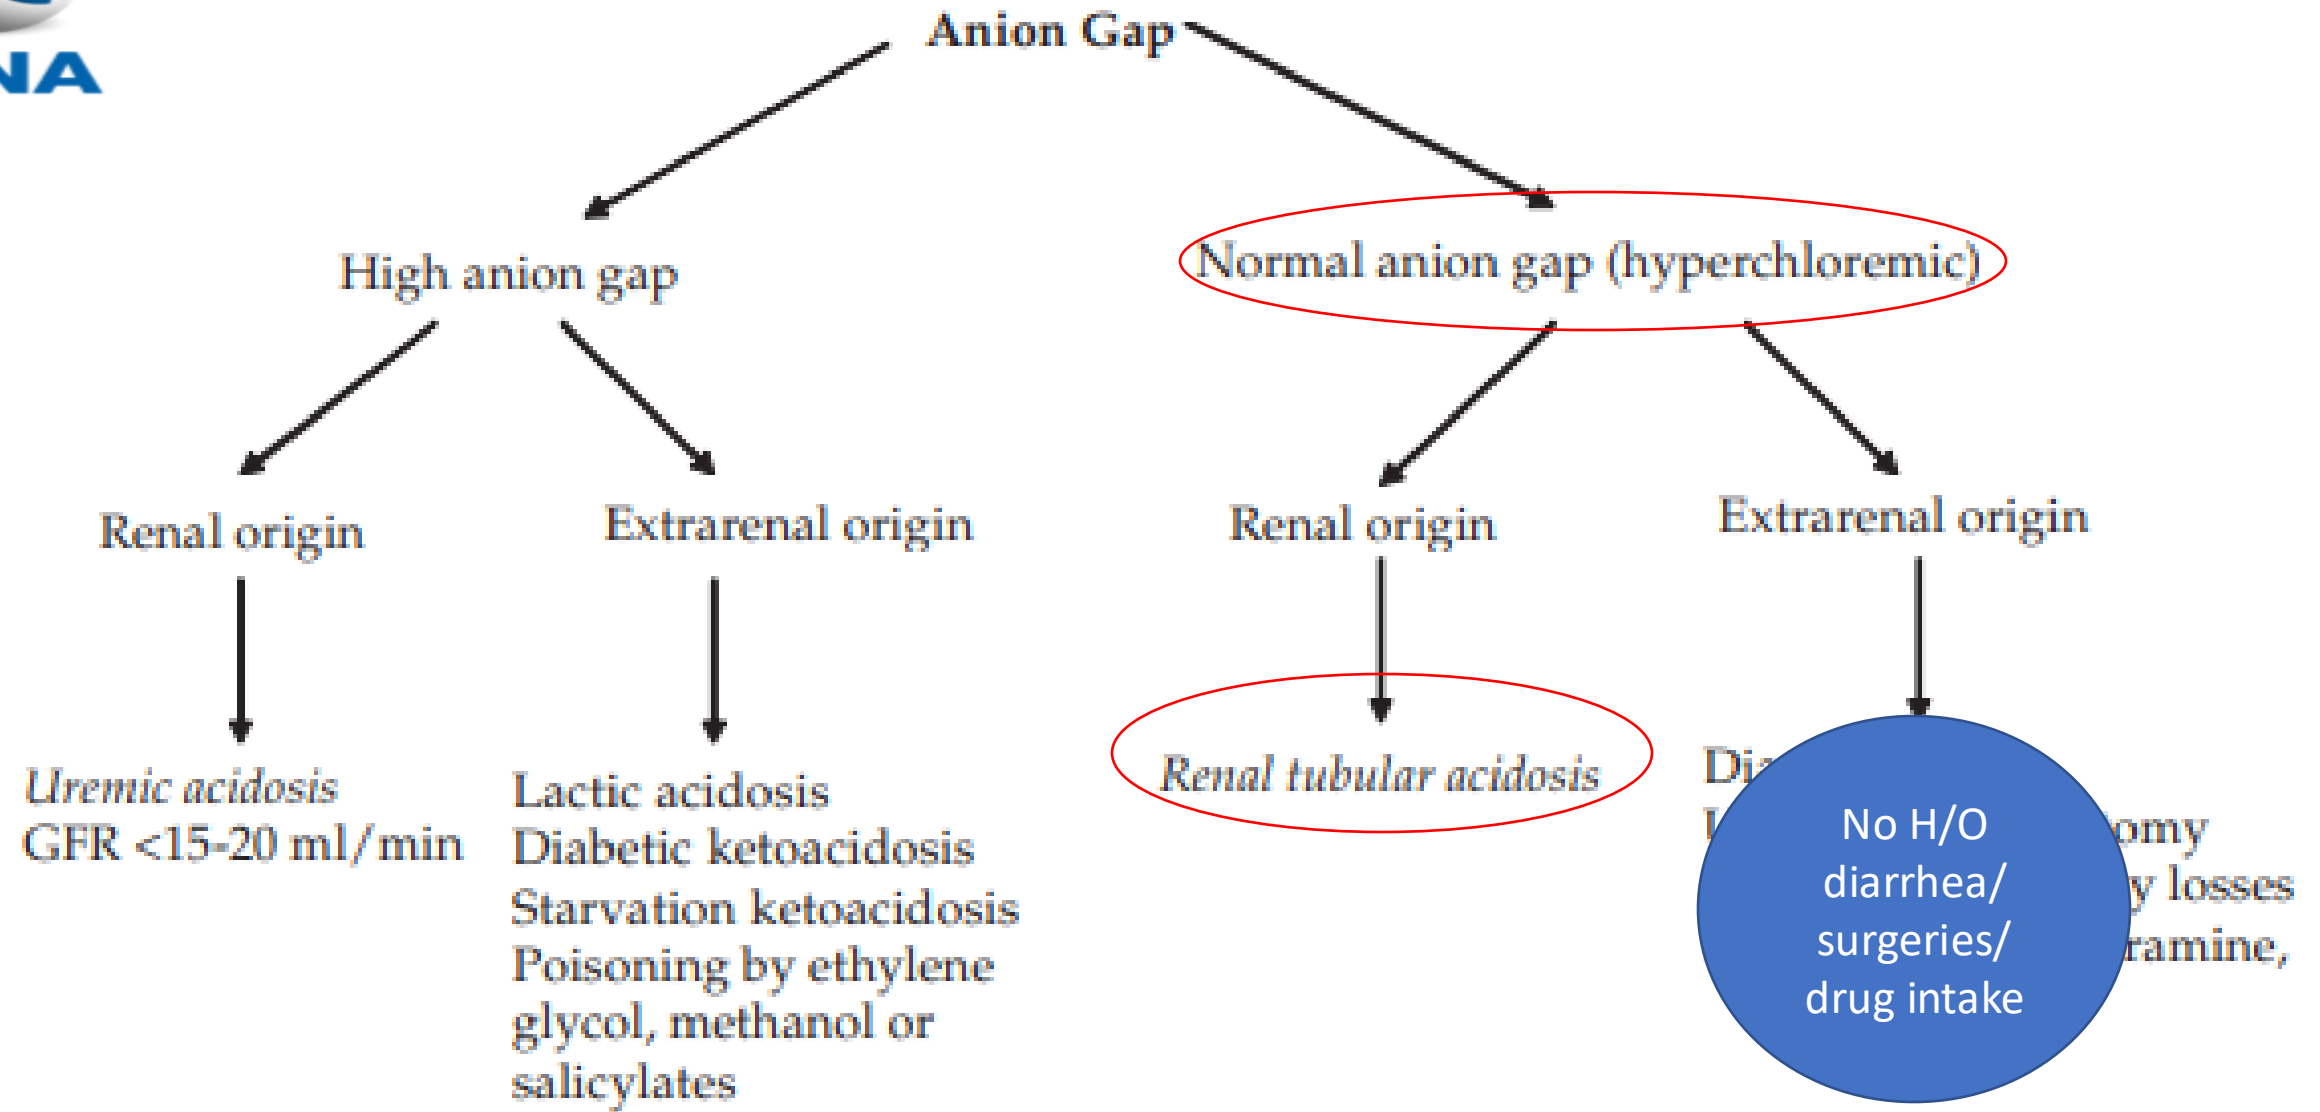 NA
Anion Gap
High anion gap
Normal anion gap (hyperchloremic)
Renal origin
Extrarenal origin
Renal origin
Extrarenal origin
Uremic acidosis
GFR <15-20 ml/min
Lactic acidosis
Diabetic ketoacidosis
Starvation ketoacidosis
Poisoning by ethylene
glycol, methanol or
salicylates
Renal tubular acidosis
No H/O
diarrhea/
surgeries/
drug intake
losses